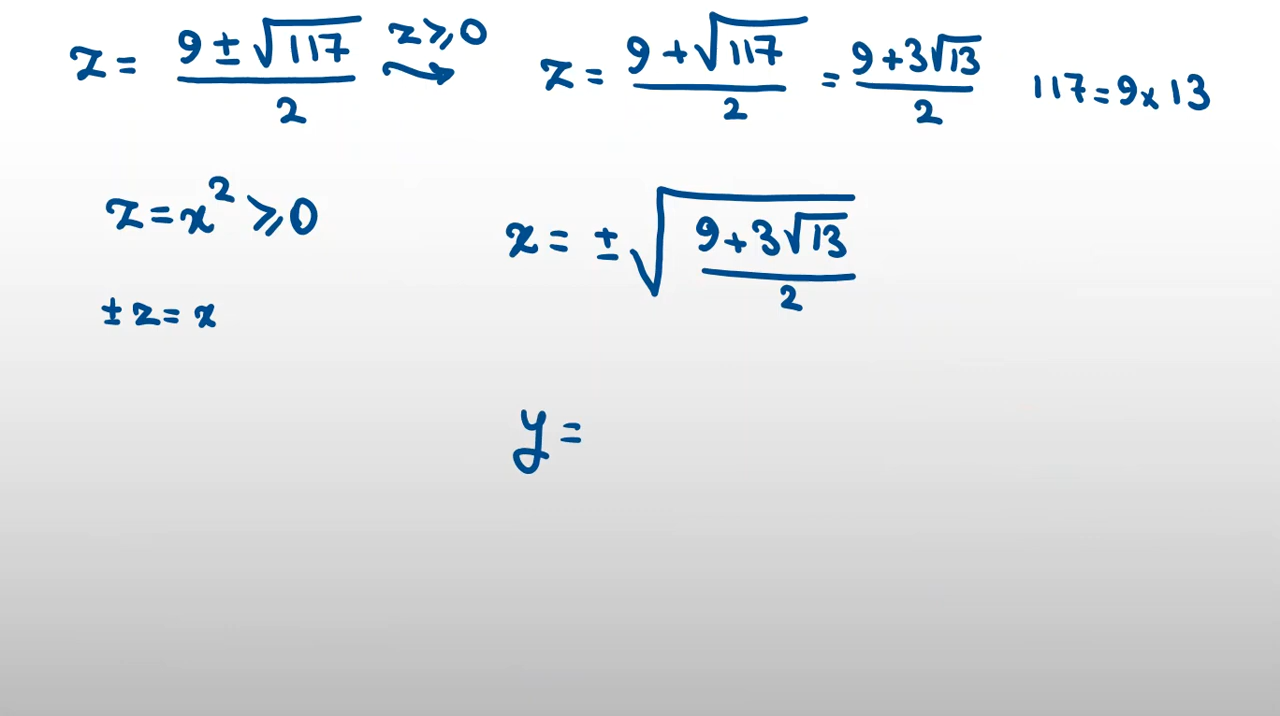 z = (9 ± √117)/2 z ⩾ 0 → z = (9 + √117)/2 = (9 + 3√13)/2 117 = 9 × 13
z = x² ⩾ 0 x = ± √((9 + 3√13)/2)
± z = x
y =